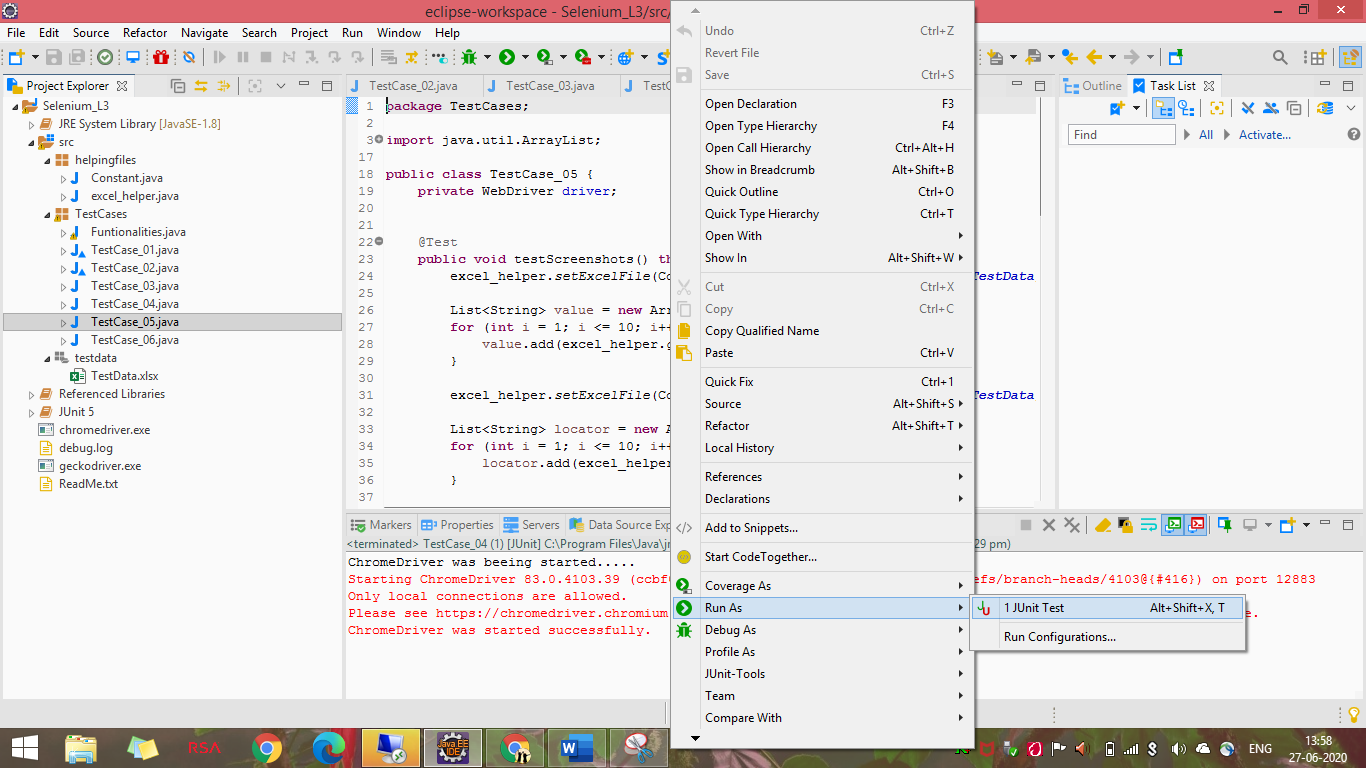 eclipse-workspace - Selenium_L3/src/
File Edit Source Refactor Navigate Search Project Run Window Help
Project Explorer
Selenium_L3
JRE System Library [JavaSE-1.8]
src
helpingfiles
Constant.java
excel_helper.java
TestCases
Funtionalities.java
TestCase_01.java
TestCase_02.java
TestCase_03.java
TestCase_04.java
TestCase_05.java
TestCase_06.java
testdata
TestData.xlsx
Referenced Libraries
JUnit 5
chromedriver.exe
debug.log
geckodriver.exe
ReadMe.txt
TestCase_02.java TestCase_03.java TestC
1 package TestCases;
2
3 import java.util.ArrayList;
17
18 public class TestCase_05 {
19 private WebDriver driver;
20
21
22 @Test
23 public void testScreenshots() th
24 excel_helper.setExcelFile(Co TestData
25
26 List<String> value = new Arr
27 for (int i = 1; i <= 10; i++
28 value.add(excel_helper.g
29 }
30
31 excel_helper.setExcelFile(Co TestData
32
33 List<String> locator = new A
34 for (int i = 1; i <= 10; i++
35 locator.add(excel_helper
36 }
37
Markers Properties Servers Data Source Exp
<terminated> TestCase_04 (1) [JUnit] C:\Program Files\Java\jr 29 pm)
ChromeDriver was beeing started.....
Starting ChromeDriver 83.0.4103.39 (ccbf efs/branch-heads/4103@{#416}) on port 12883
Only local connections are allowed.
Please see https://chromedriver.chromium e.
ChromeDriver was started successfully.
Undo Ctrl+Z
Revert File
Save Ctrl+S
Open Declaration F3
Open Type Hierarchy F4
Open Call Hierarchy Ctrl+Alt+H
Show in Breadcrumb Alt+Shift+B
Quick Outline Ctrl+O
Quick Type Hierarchy Ctrl+T
Open With
Show In Alt+Shift+W
Cut Ctrl+X
Copy Ctrl+C
Copy Qualified Name
Paste Ctrl+V
Quick Fix Ctrl+1
Source Alt+Shift+S
Refactor Alt+Shift+T
Local History
References
Declarations
Add to Snippets...
Start CodeTogether...
Coverage As
Run As
Debug As
Profile As
JUnit-Tools
Team
Compare With
1 JUnit Test Alt+Shift+X, T
Run Configurations...
Outline Task List
Find All Activate...
RSA
Java EE
IDE
ENG
13:58
27-06-2020